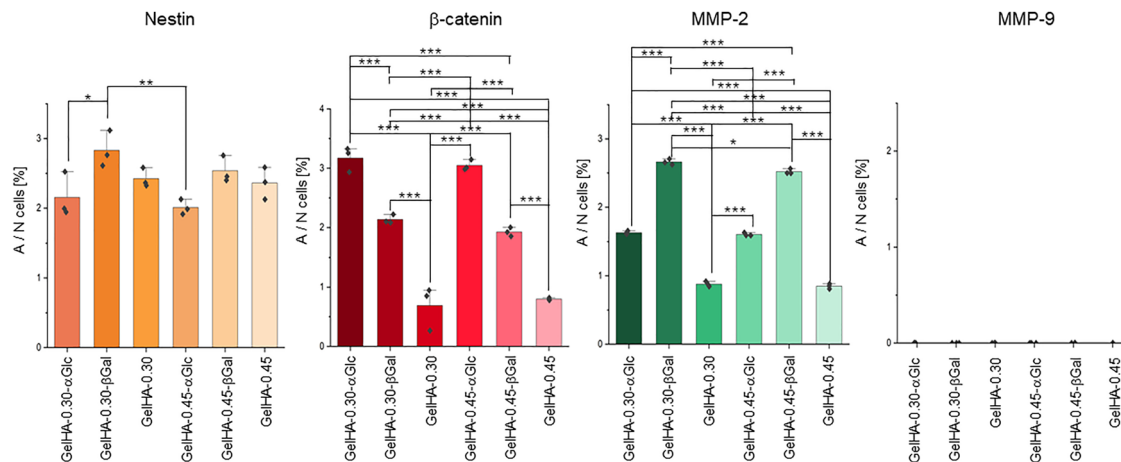 Nestin
β-catenin
MMP-2
MMP-9
A / N cells [%]
3
2
1
0
*
**
GelHA-0.30-αGlc
GelHA-0.30-βGal
GelHA-0.30
GelHA-0.45-αGlc
GelHA-0.45-βGal
GelHA-0.45
A / N cells [%]
4
3
2
1
0
***
***
***
***
***
***
***
***
***
***
***
***
***
***
GelHA-0.30-αGlc
GelHA-0.30-βGal
GelHA-0.30
GelHA-0.45-αGlc
GelHA-0.45-βGal
GelHA-0.45
A / N cells [%]
3
2
1
0
***
***
***
***
***
***
***
***
***
***
***
*
***
GelHA-0.30-αGlc
GelHA-0.30-βGal
GelHA-0.30
GelHA-0.45-αGlc
GelHA-0.45-βGal
GelHA-0.45
A / N cells [%]
2
1
0
GelHA-0.30-αGlc
GelHA-0.30-βGal
GelHA-0.30
GelHA-0.45-αGlc
GelHA-0.45-βGal
GelHA-0.45